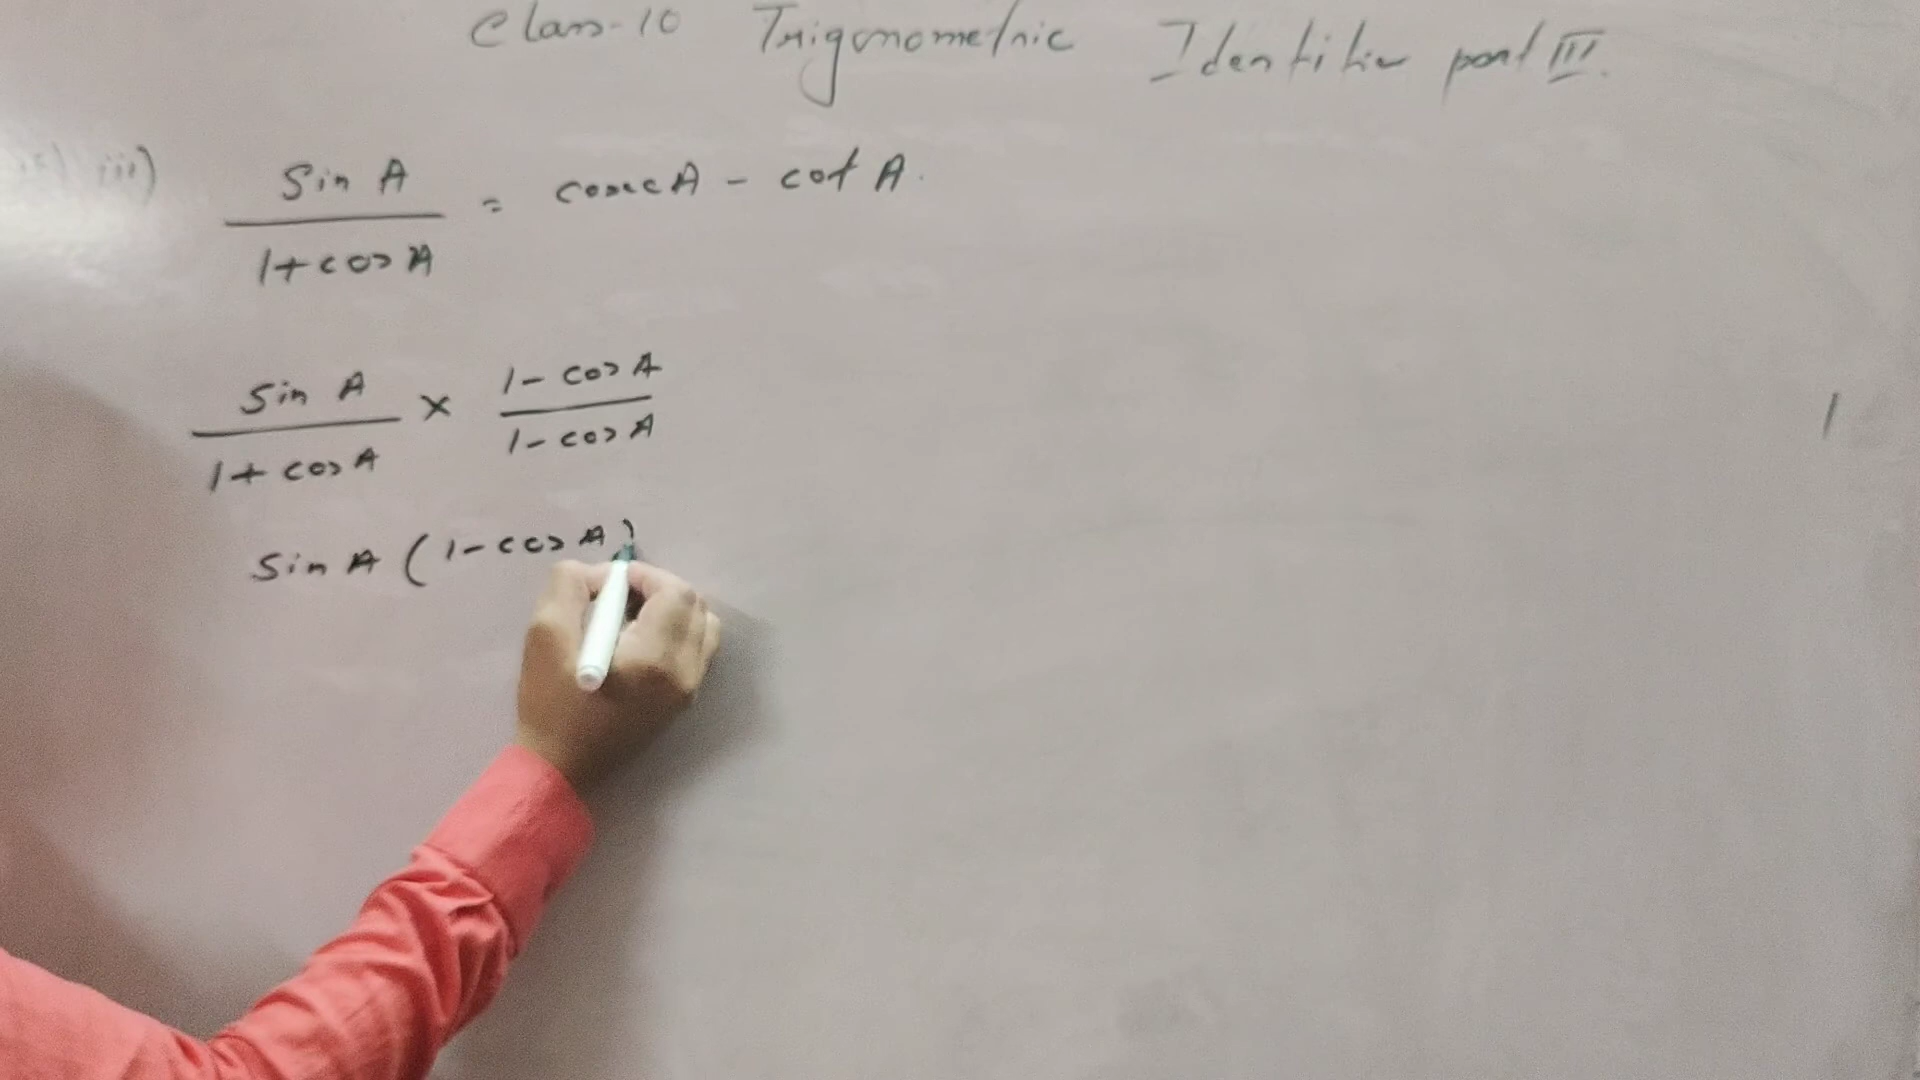 Class-10 Trigonometric Identities part III.
iii) Sin A / 1+cos A = cosec A - cot A.
Sin A / 1+ cos A × 1- cos A / 1- cos A
Sin A (1- cos A)